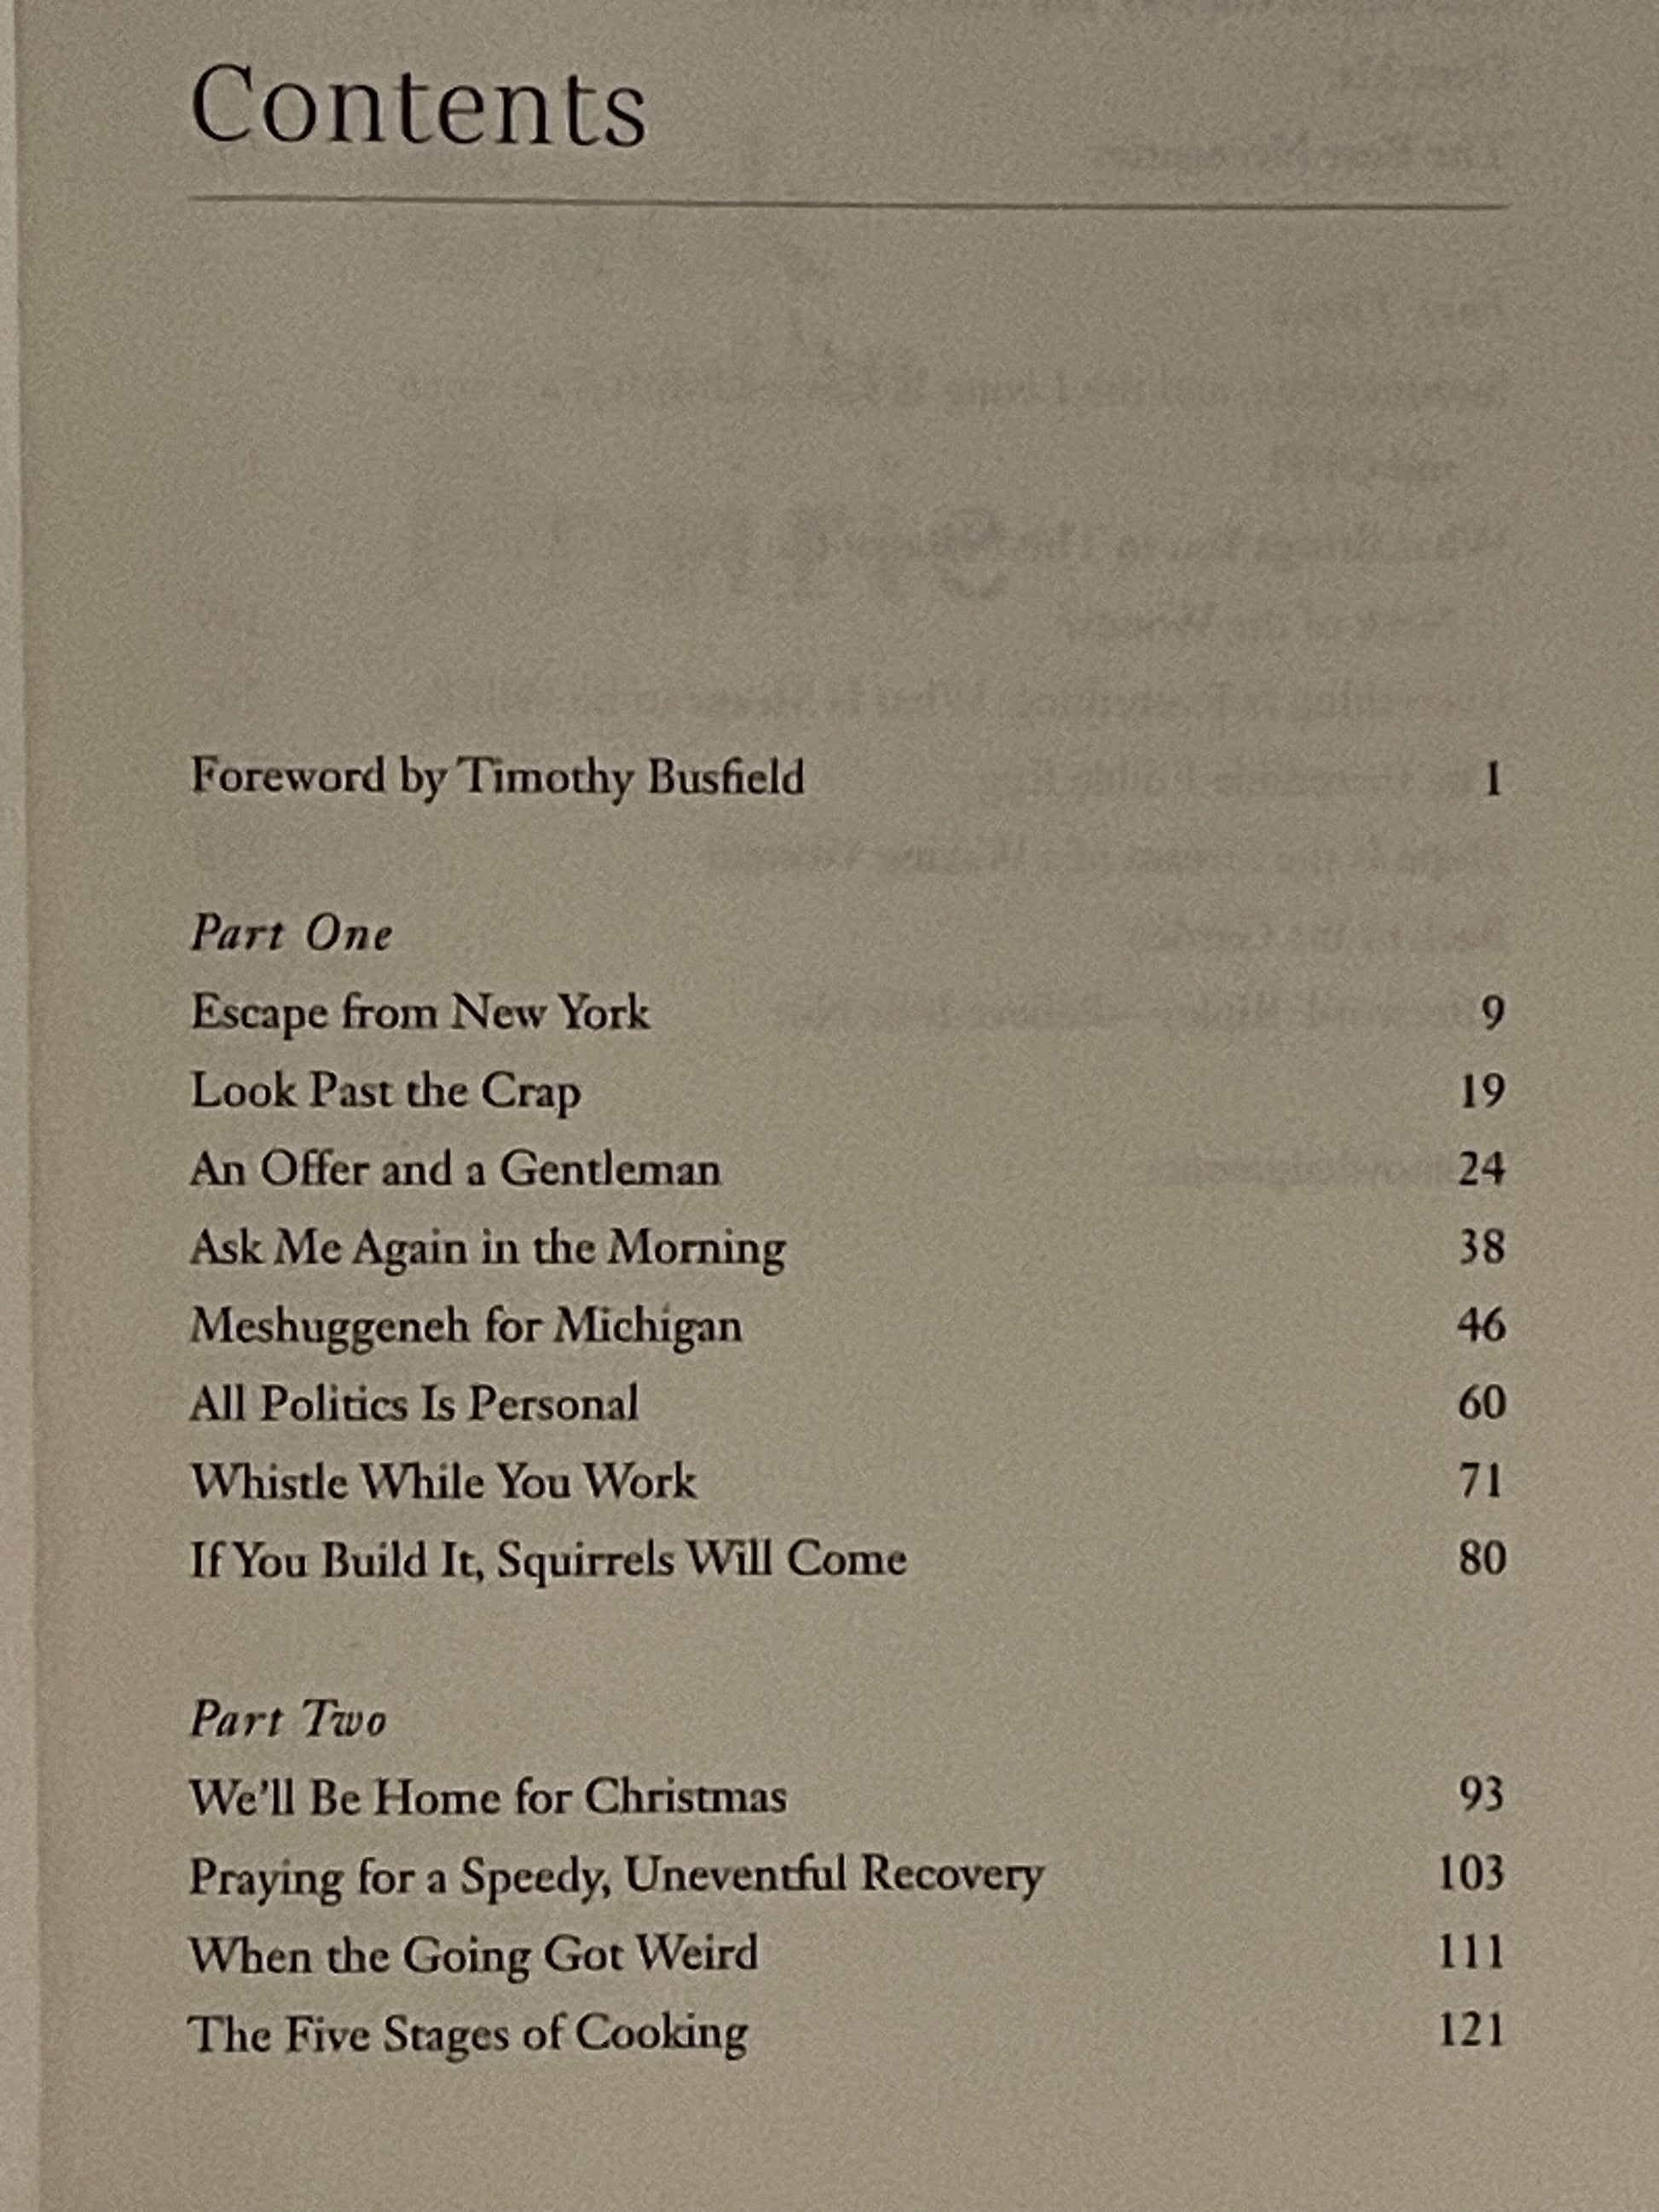 Contents
Foreword by Timothy Busfield 1
Part One
Escape from New York 9
Look Past the Crap 19
An Offer and a Gentleman 24
Ask Me Again in the Morning 38
Meshuggeneh for Michigan 46
All Politics Is Personal 60
Whistle While You Work 71
If You Build It, Squirrels Will Come 80
Part Two
We'll Be Home for Christmas 93
Praying for a Speedy, Uneventful Recovery 103
When the Going Got Weird 111
The Five Stages of Cooking 121